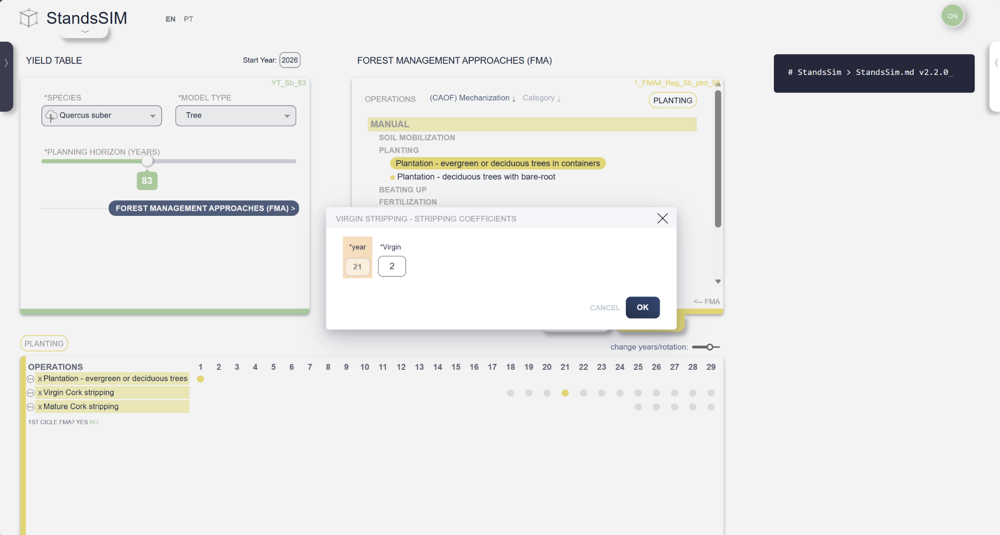 StandsSIM
EN PT
ON
YIELD TABLE
Start Year: 2026
FOREST MANAGEMENT APPROACHES (FMA)
# StandsSim > StandsSim.md v2.2.0_
YT_Sb_83
*SPECIES
*MODEL TYPE
Quercus suber
Tree
*PLANNING HORIZON (YEARS)
83
FOREST MANAGEMENT APPROACHES (FMA) >
1_FMA4_Reg_Sb_plnt_92
OPERATIONS
(CAOF) Mechanization ↓
Category ↓
PLANTING
MANUAL
SOIL MOBILIZATION
PLANTING
Plantation - evergreen or deciduous trees in containers
Plantation - deciduous trees with bare-root
BEATING UP
FERTILIZATION
<-- FMA
VIRGIN STRIPPING - STRIPPING COEFFICIENTS
*year *Virgin
21 2
CANCEL OK
PLANTING
change years/rotation:
OPERATIONS 1 2 3 4 5 6 7 8 9 10 11 12 13 14 15 16 17 18 19 20 21 22 23 24 25 26 27 28 29
x Plantation - evergreen or deciduous trees
x Virgin Cork stripping
x Mature Cork stripping
1ST CICLE FMA? YES NO